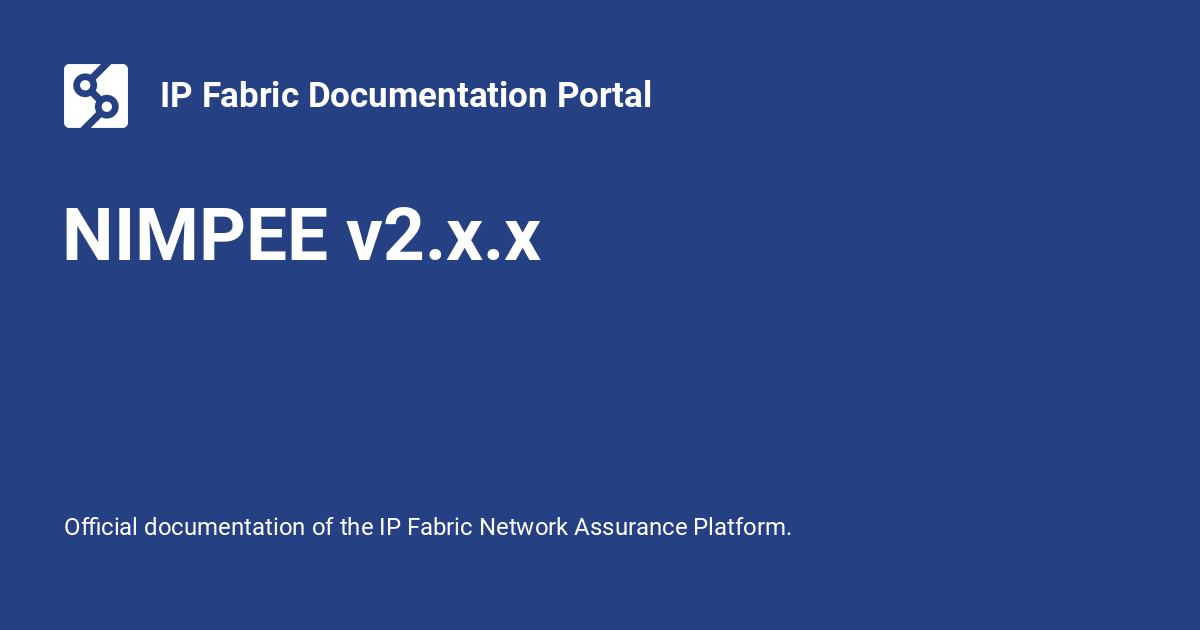 IP Fabric Documentation Portal
NIMPEE v2.x.x
Official documentation of the IP Fabric Network Assurance Platform.